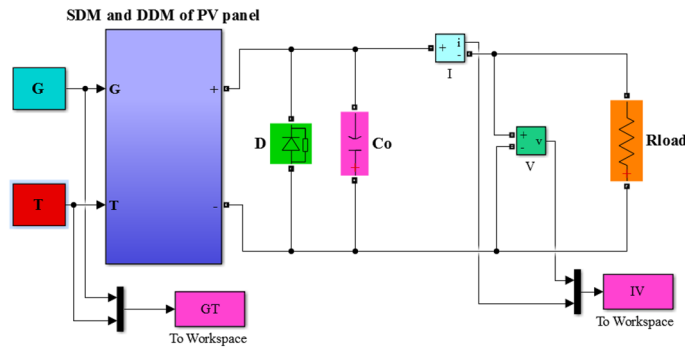 SDM and DDM of PV panel
G
G
+
T
T
-
D
Co
+
+
i
-
I
+
-
v
V
Rload
+
GT
To Workspace
IV
To Workspace